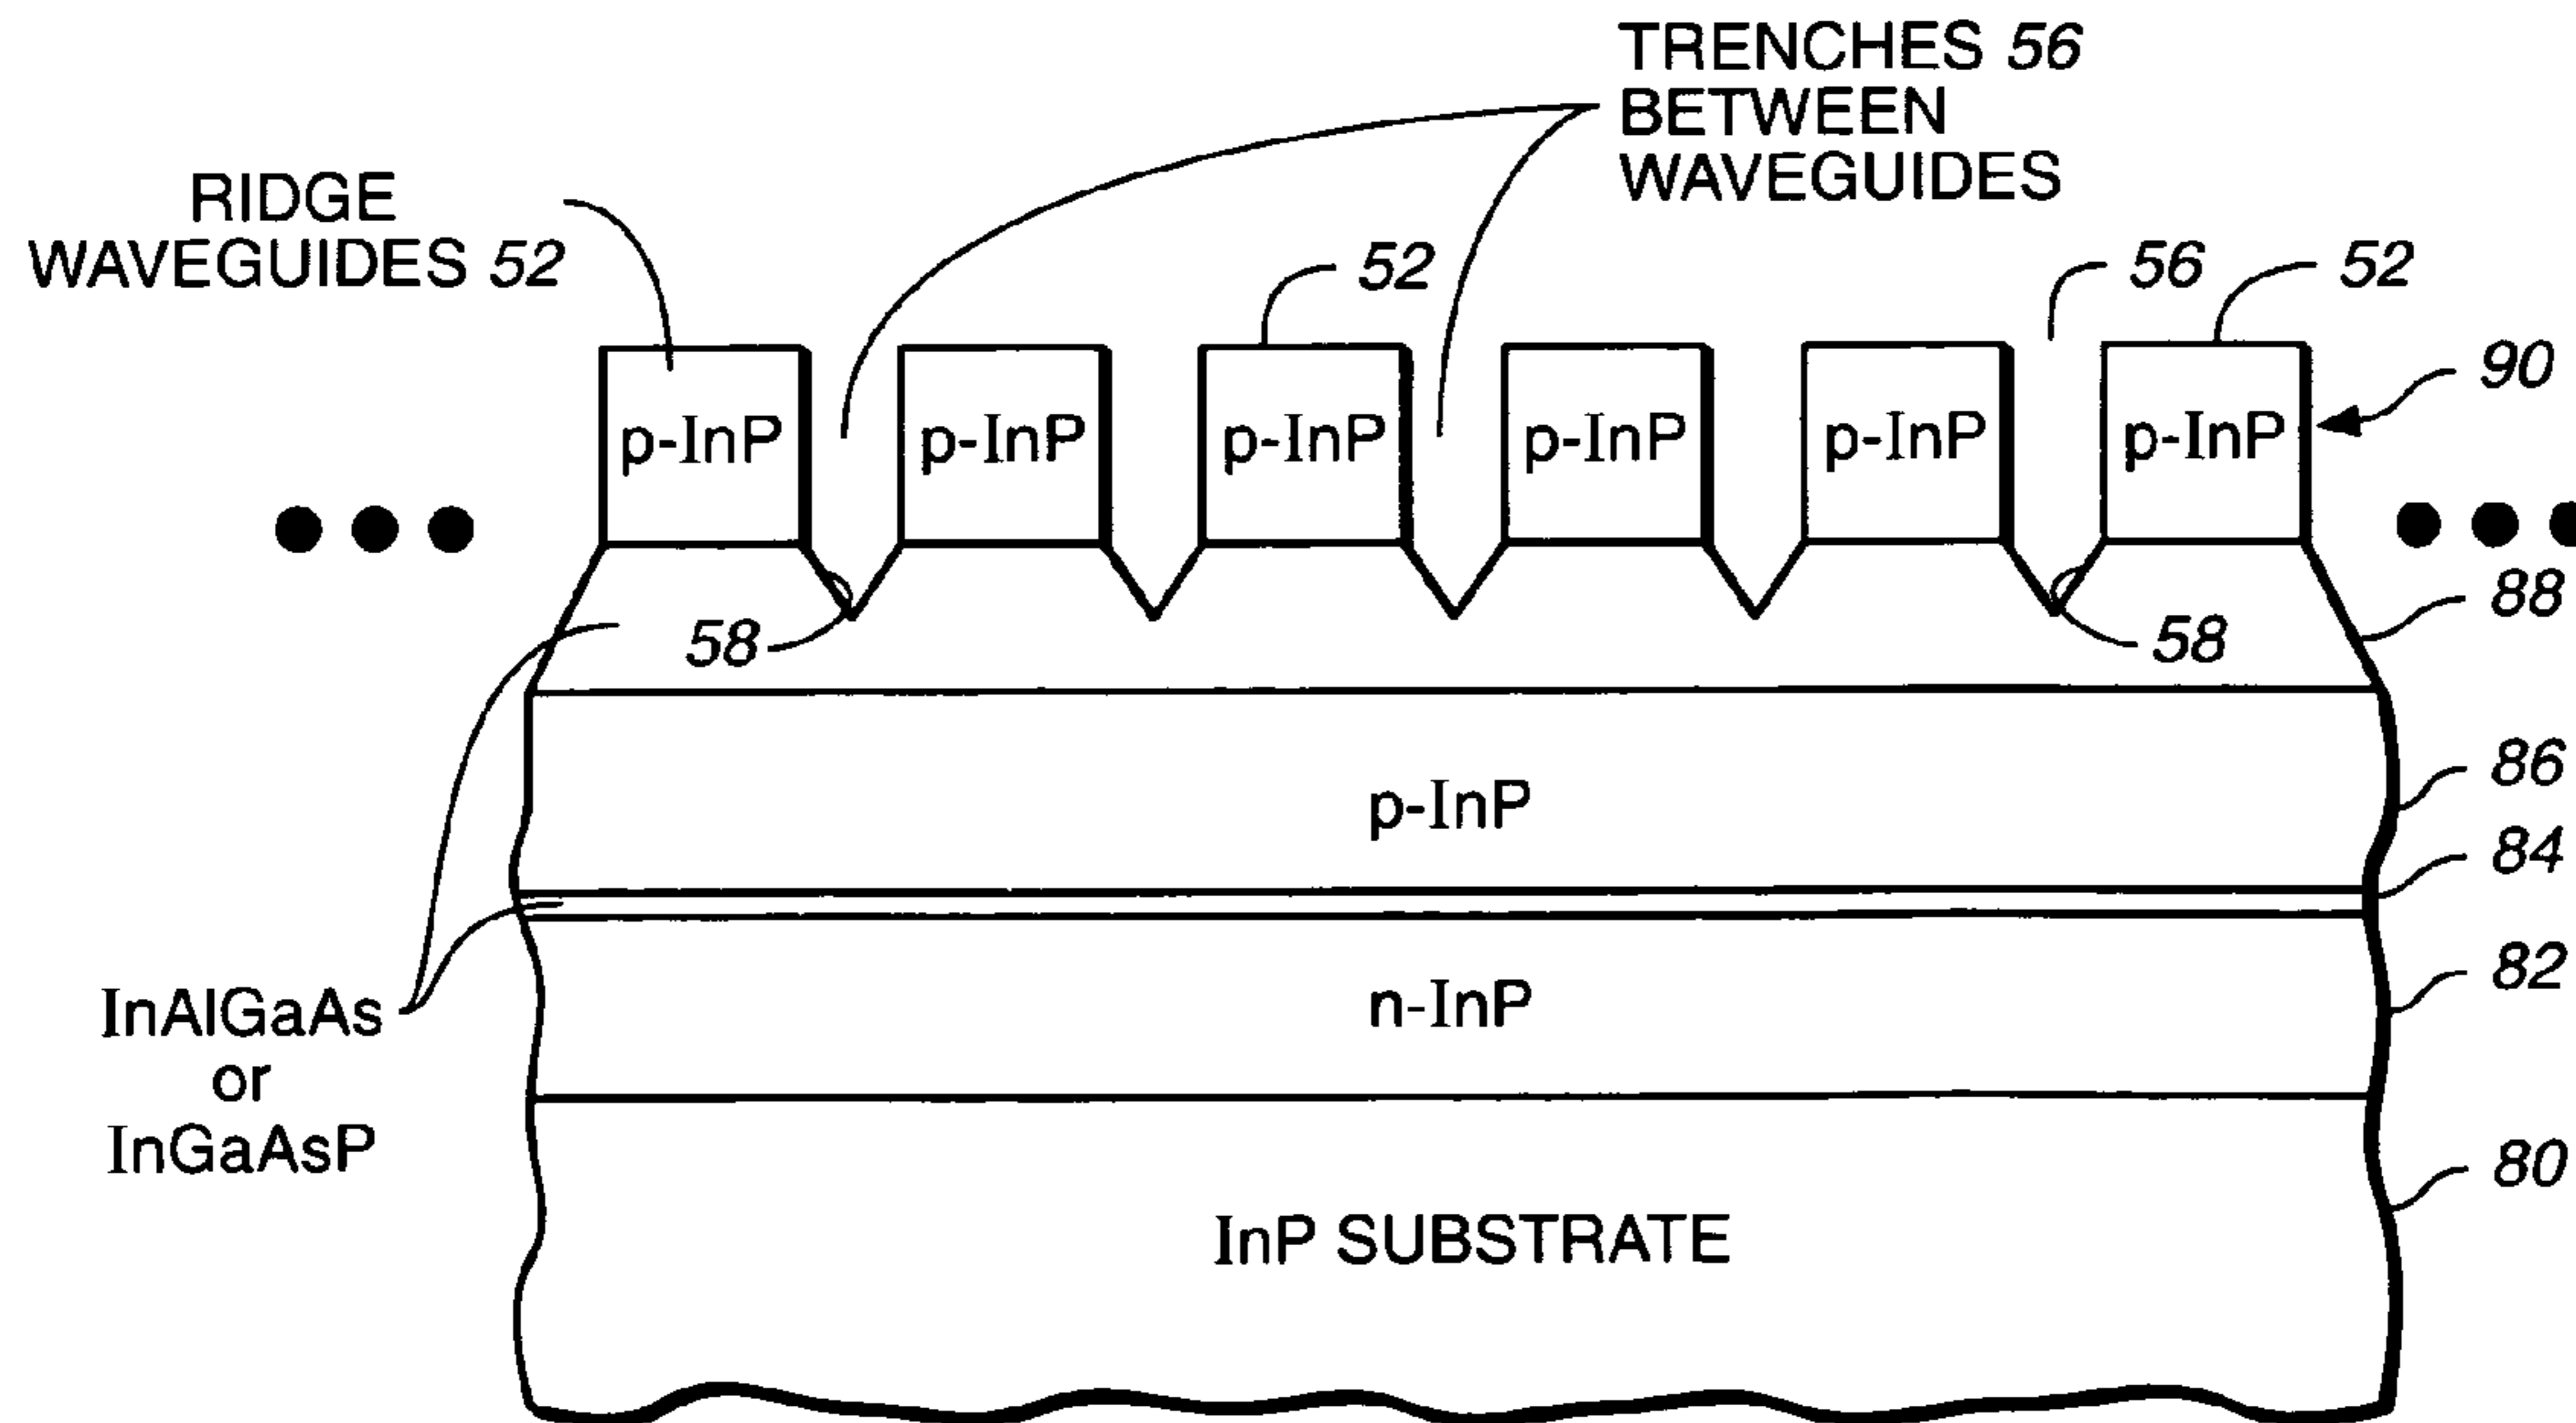 TRENCHES 56
BETWEEN
WAVEGUIDES
RIDGE
WAVEGUIDES 52
52
56
52
90
p-InP p-InP p-InP p-InP p-InP p-InP
88
58
58
86
p-InP
84
82
n-InP
InAlGaAs
or
InGaAsP
80
InP SUBSTRATE